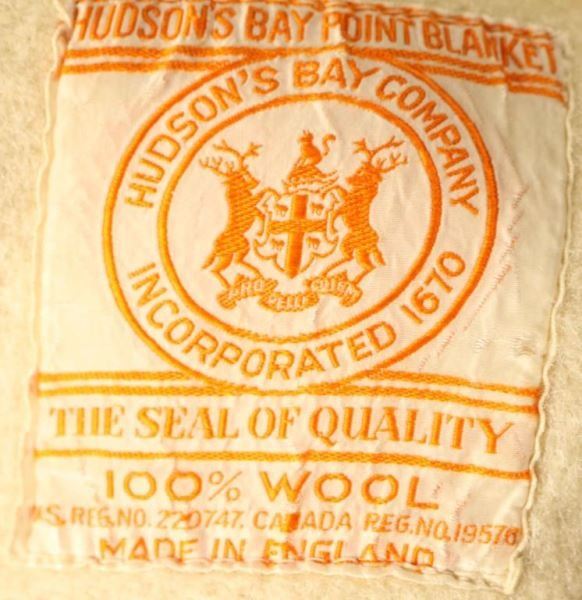 HUDSON'S BAY POINT BLANKET
HUDSON'S BAY COMPANY
INCORPORATED 1670
PRO PELLE CUTEM
THE SEAL OF QUALITY
100% WOOL
U.S. REG. NO. 220747. CANADA REG. NO. 19576
MADE IN ENGLAND